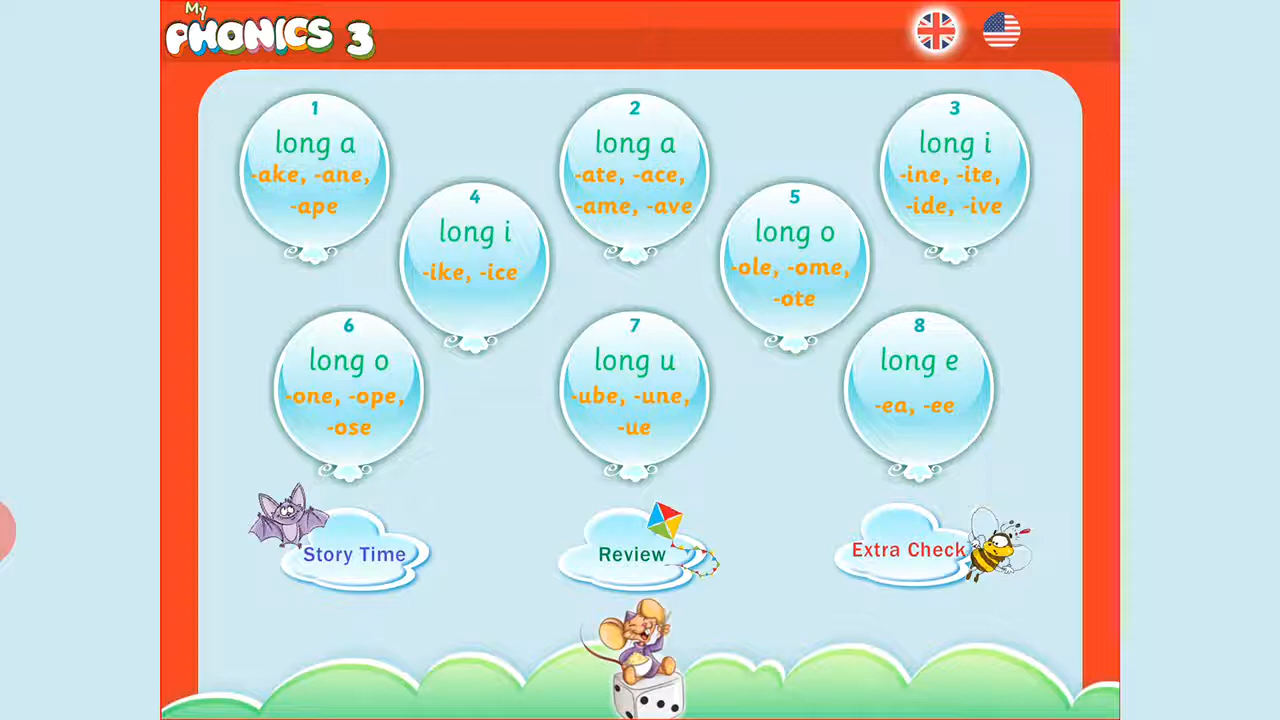 My
PHONICS 3
1
long a
-ake, -ane,
-ape
2
long a
-ate, -ace,
-ame, -ave
3
long i
-ine, -ite,
-ide, -ive
4
long i
-ike, -ice
5
long o
-ole, -ome,
-ote
6
long o
-one, -ope,
-ose
7
long u
-ube, -une,
-ue
8
long e
-ea, -ee
Story Time
Review
Extra Check